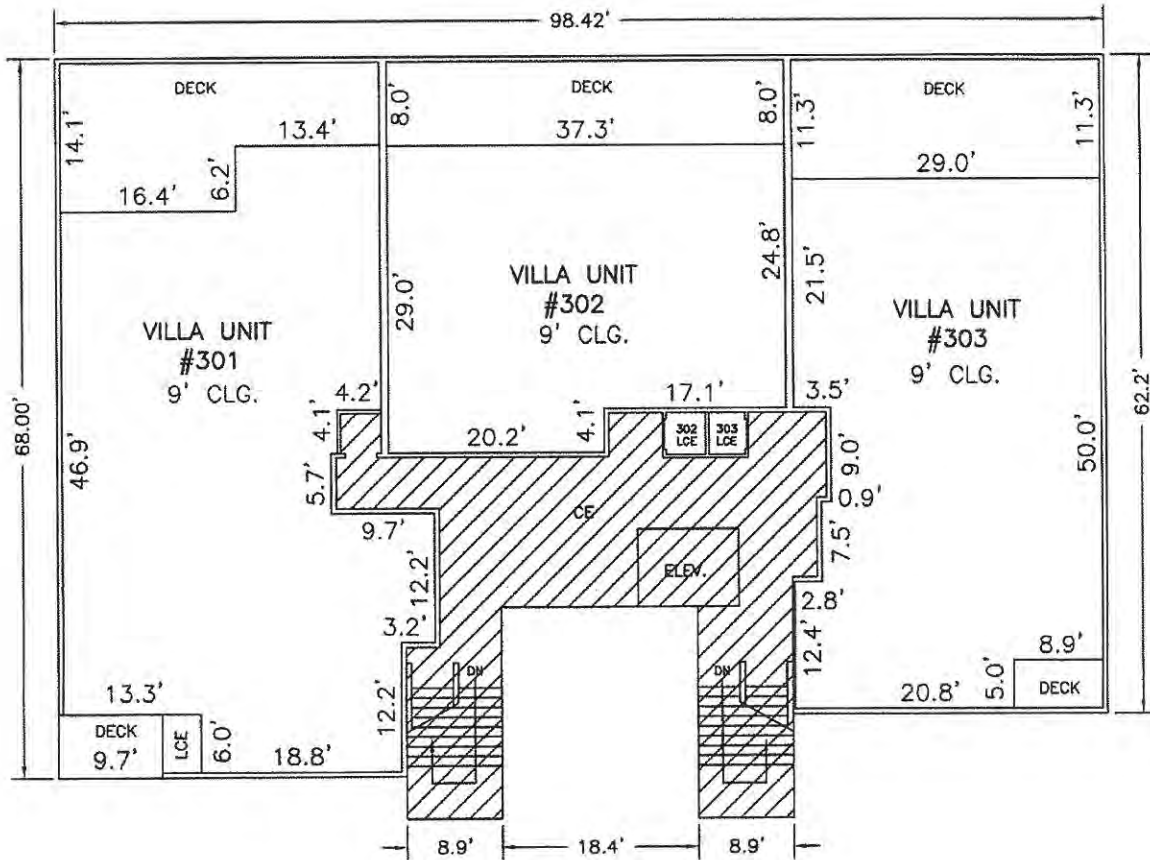 98.42'
DECK
DECK
DECK
14.1'
13.4'
8.0'
37.3'
8.0'
11.3'
11.3'
16.4'
6.2'
29.0'
68.00'
62.2'
VILLA UNIT
#301
9' CLG.
29.0'
VILLA UNIT
#302
9' CLG.
24.8'
21.5'
VILLA UNIT
#303
9' CLG.
46.9'
4.2'
4.1'
5.7'
20.2'
4.1'
17.1'
302
LCE
303
LCE
3.5'
9.0'
0.9'
50.0'
9.7'
CE
7.5'
12.2'
ELEV.
3.2'
2.8'
12.4'
DN
DN
8.9'
13.3'
12.2'
20.8'
5.0'
DECK
DECK
9.7'
LCE
6.0'
18.8'
8.9'
18.4'
8.9'